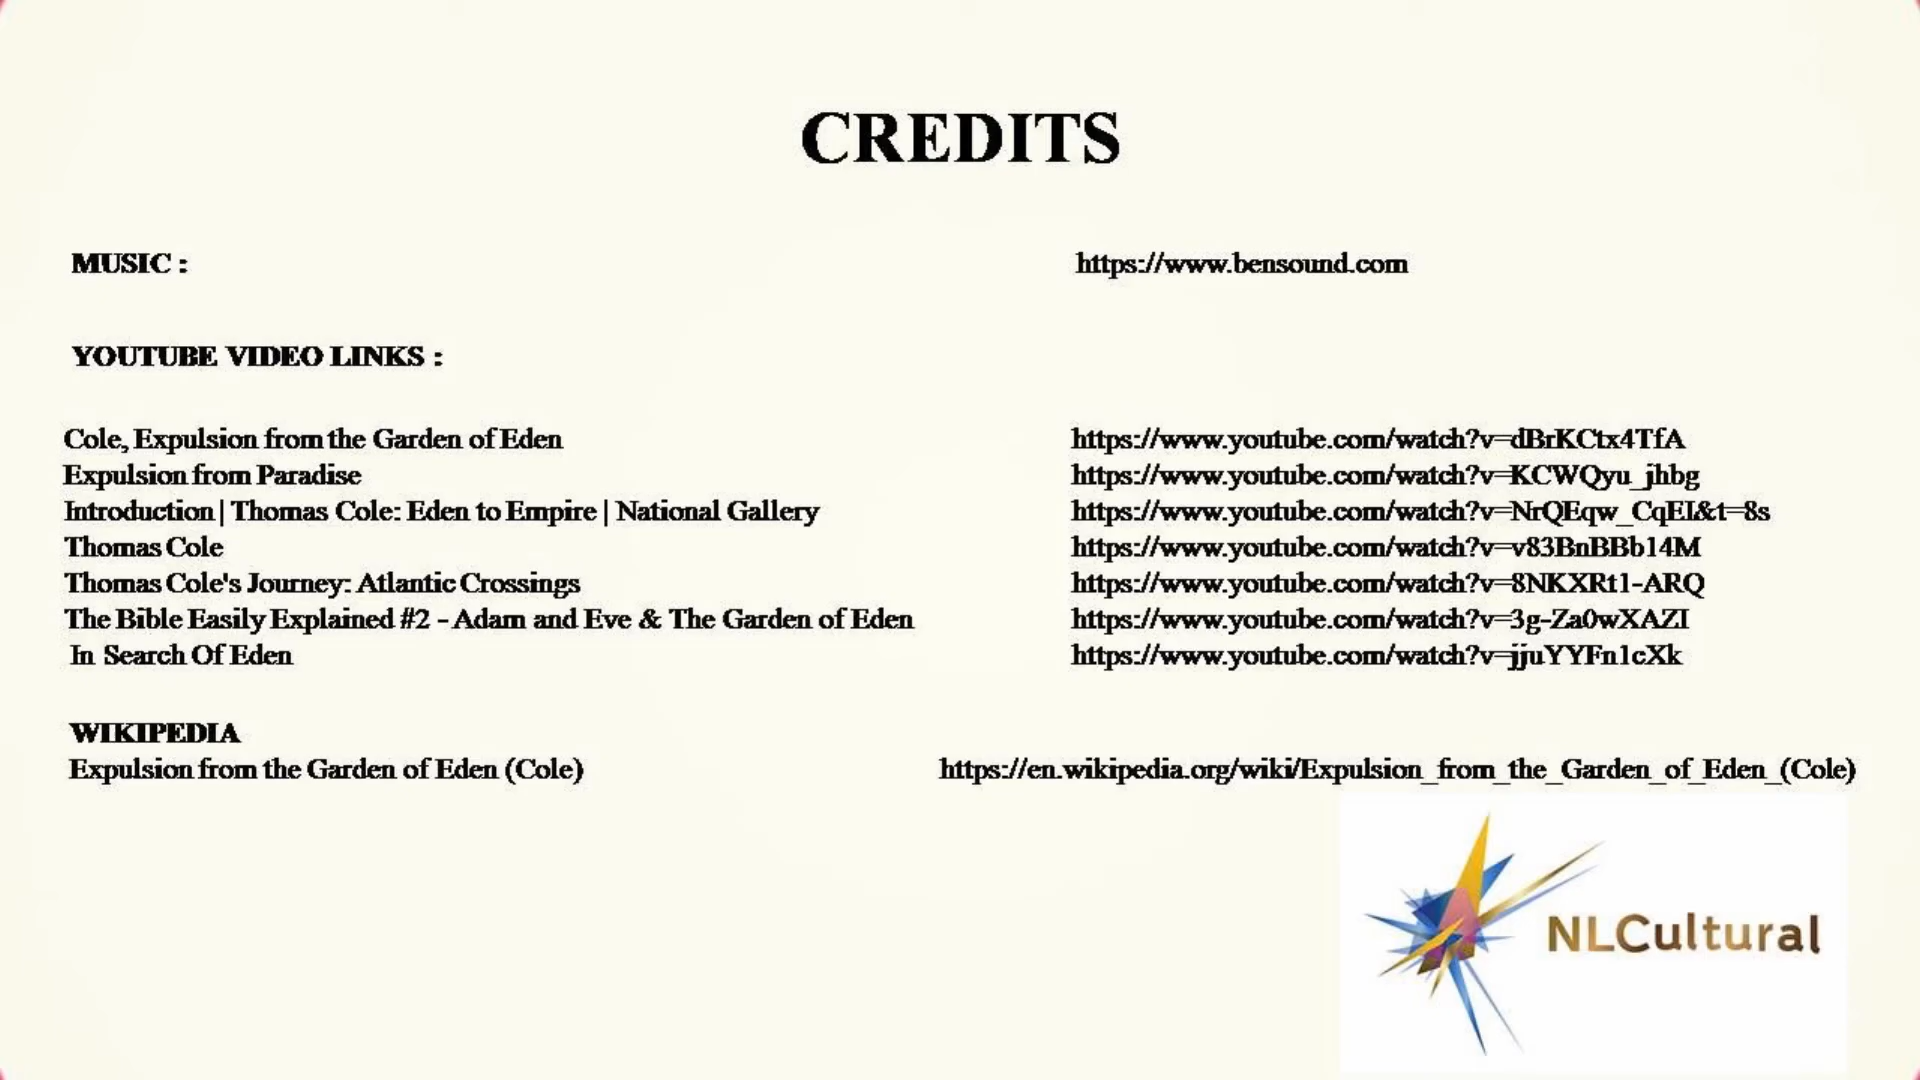 CREDITS
MUSIC : https://www.bensound.com
YOUTUBE VIDEO LINKS :
Cole, Expulsion from the Garden of Eden https://www.youtube.com/watch?v=dBrKCtx4TfA
Expulsion from Paradise https://www.youtube.com/watch?v=KCWQyu_jhbg
Introduction | Thomas Cole: Eden to Empire | National Gallery https://www.youtube.com/watch?v=NrQEqw_CqEI&t=8s
Thomas Cole https://www.youtube.com/watch?v=v83BnBBb14M
Thomas Cole's Journey: Atlantic Crossings https://www.youtube.com/watch?v=8NKXRt1-ARQ
The Bible Easily Explained #2 - Adam and Eve & The Garden of Eden https://www.youtube.com/watch?v=3g-Za0wXAZI
In Search Of Eden https://www.youtube.com/watch?v=jjuYYFn1cXk
WIKIPEDIA
Expulsion from the Garden of Eden (Cole) https://en.wikipedia.org/wiki/Expulsion_from_the_Garden_of_Eden_(Cole)
NLCultural